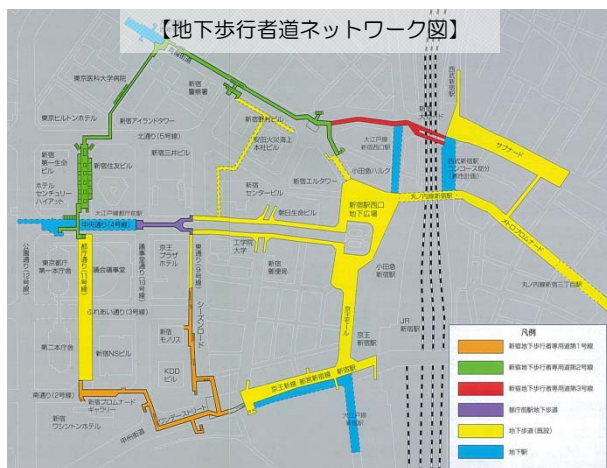 【地下歩行者道ネットワーク図】
青梅街道
西武新宿駅
東京医科大学病院
新宿警察署
東京ヒルトンホテル
新宿アイランドタワー
北通り(5号線)
新宿野村ビル
安田火災海上本社ビル
大江戸線新宿西口駅
サブナード
西武新宿駅コンコース部分(都市計画)
新宿第一生命ビル
新宿住友ビル
新宿三井ビル
新宿エルタワー
小田急ハルク
丸ノ内線新宿駅
ホテルセンチュリーハイアット
新宿センタービル
新宿駅西口地下広場
メトロプロムナード
大江戸線都庁前駅
朝日生命ビル
中央通り(4号線)
公園通り(12号線)
東京都庁第一本庁舎
都庁通り(11号線)
議会議事堂
議事堂通り(10号線)
京王プラザホテル
東通り(9号線)
工学院大学
新宿郵便局
小田急新宿駅
丸ノ内線新宿三丁目駅
ふれあい通り(3号線)
シーズンロード
京王モール
京王新宿駅
JR新宿駅
第二本庁舎
新宿NSビル
新宿モノリス
KDDビル
京王新線・都営新宿線 新宿駅
南通り(2号線)
新宿プロムナードギャラリー
ワンデーストリート
大江戸線新宿駅
新宿ワシントンホテル
甲州街道
凡例
新宿地下歩行者専用道第1号線
新宿地下歩行者専用道第2号線
新宿地下歩行者専用道第3号線
都庁前駅地下歩道
地下歩道(既設)
地下駅